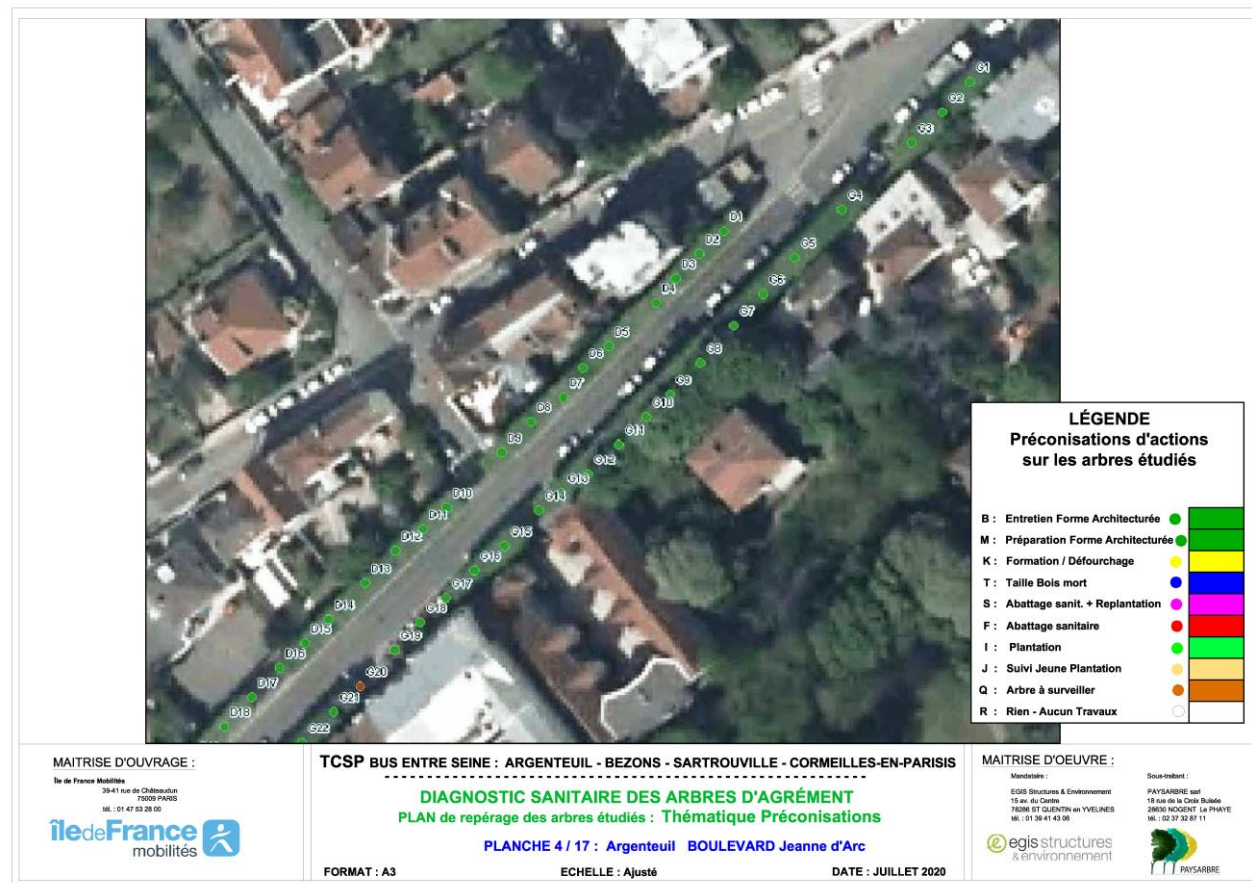 G1
G2
G3
G4
D1
D2
G5
D3
G6
D4
G7
D5
G8
D6
G9
D7
G10
D8
G11
D9
G12
G13
D10
G14
D11
G15
D12
G16
D13
G17
D14
G18
D15
G19
D16
G20
D17
G21
D18
G22
LÉGENDE
Préconisations d'actions
sur les arbres étudiés
B : Entretien Forme Architecturée
M : Préparation Forme Architecturée
K : Formation / Défourchage
T : Taille Bois mort
S : Abattage sanit. + Replantation
F : Abattage sanitaire
I : Plantation
J : Suivi Jeune Plantation
Q : Arbre à surveiller
R : Rien - Aucun Travaux
MAITRISE D'OUVRAGE :
Île de France Mobilités
39-41 rue de Châteaudun
75009 PARIS
tél. : 01 47 53 28 00
îledeFrance
mobilités
TCSP BUS ENTRE SEINE : ARGENTEUIL - BEZONS - SARTROUVILLE - CORMEILLES-EN-PARISIS
DIAGNOSTIC SANITAIRE DES ARBRES D'AGRÉMENT
PLAN de repérage des arbres étudiés : Thématique Préconisations
PLANCHE 4 / 17 : Argenteuil BOULEVARD Jeanne d'Arc
FORMAT : A3 ECHELLE : Ajusté DATE : JUILLET 2020
MAITRISE D'OEUVRE :
Mandataire :
EGIS Structures & Environnement
15 av. du Centre
78286 ST QUENTIN en YVELINES
tél. : 01 39 41 43 06
egis structures
& environnement
Sous-traitant :
PAYSARBRE sarl
18 rue de la Croix Buisée
28630 NOGENT Le PHAYE
tél. : 02 37 32 87 11
PAYSARBRE